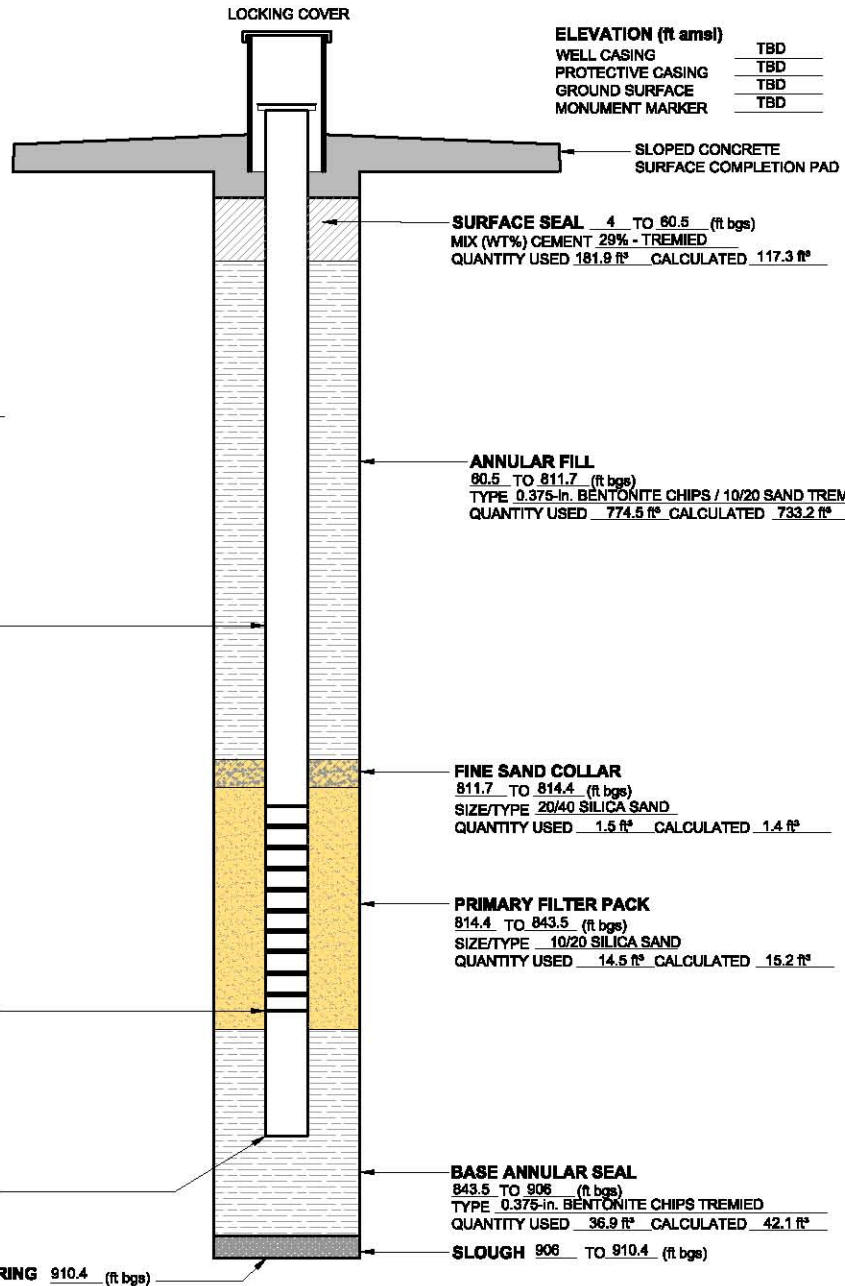 LOCKING COVER
ELEVATION (ft amsl)
WELL CASING TBD
PROTECTIVE CASING TBD
GROUND SURFACE TBD
MONUMENT MARKER TBD
SLOPED CONCRETE
SURFACE COMPLETION PAD
SURFACE SEAL 4 TO 60.5 (ft bgs)
MIX (WT%) CEMENT 29% - TREMIED
QUANTITY USED 181.9 ft³ CALCULATED 117.3 ft³
ANNULAR FILL
60.5 TO 811.7 (ft bgs)
TYPE 0.375-in. BENTONITE CHIPS / 10/20 SAND TREM
QUANTITY USED 774.5 ft³ CALCULATED 733.2 ft³
FINE SAND COLLAR
811.7 TO 814.4 (ft bgs)
SIZE/TYPE 20/40 SILICA SAND
QUANTITY USED 1.5 ft³ CALCULATED 1.4 ft³
PRIMARY FILTER PACK
814.4 TO 843.5 (ft bgs)
SIZE/TYPE 10/20 SILICA SAND
QUANTITY USED 14.5 ft³ CALCULATED 15.2 ft³
BASE ANNULAR SEAL
843.5 TO 906 (ft bgs)
TYPE 0.375-in. BENTONITE CHIPS TREMIED
QUANTITY USED 36.9 ft³ CALCULATED 42.1 ft³
SLOUGH 906 TO 910.4 (ft bgs)
RING 910.4 (ft bgs)